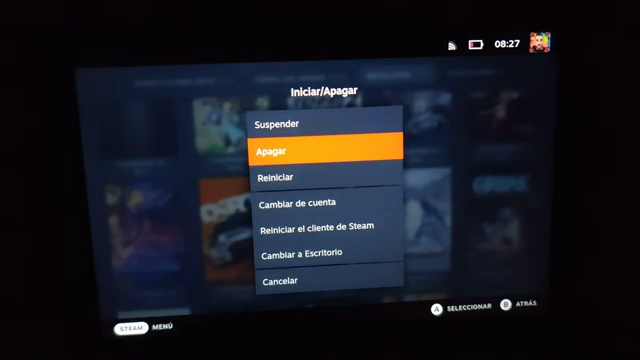 08:27
Iniciar/Apagar
Suspender
Apagar
Reiniciar
Cambiar de cuenta
Reiniciar el cliente de Steam
Cambiar a Escritorio
Cancelar
STEAM MENÚ
A SELECCIONAR B ATRÁS